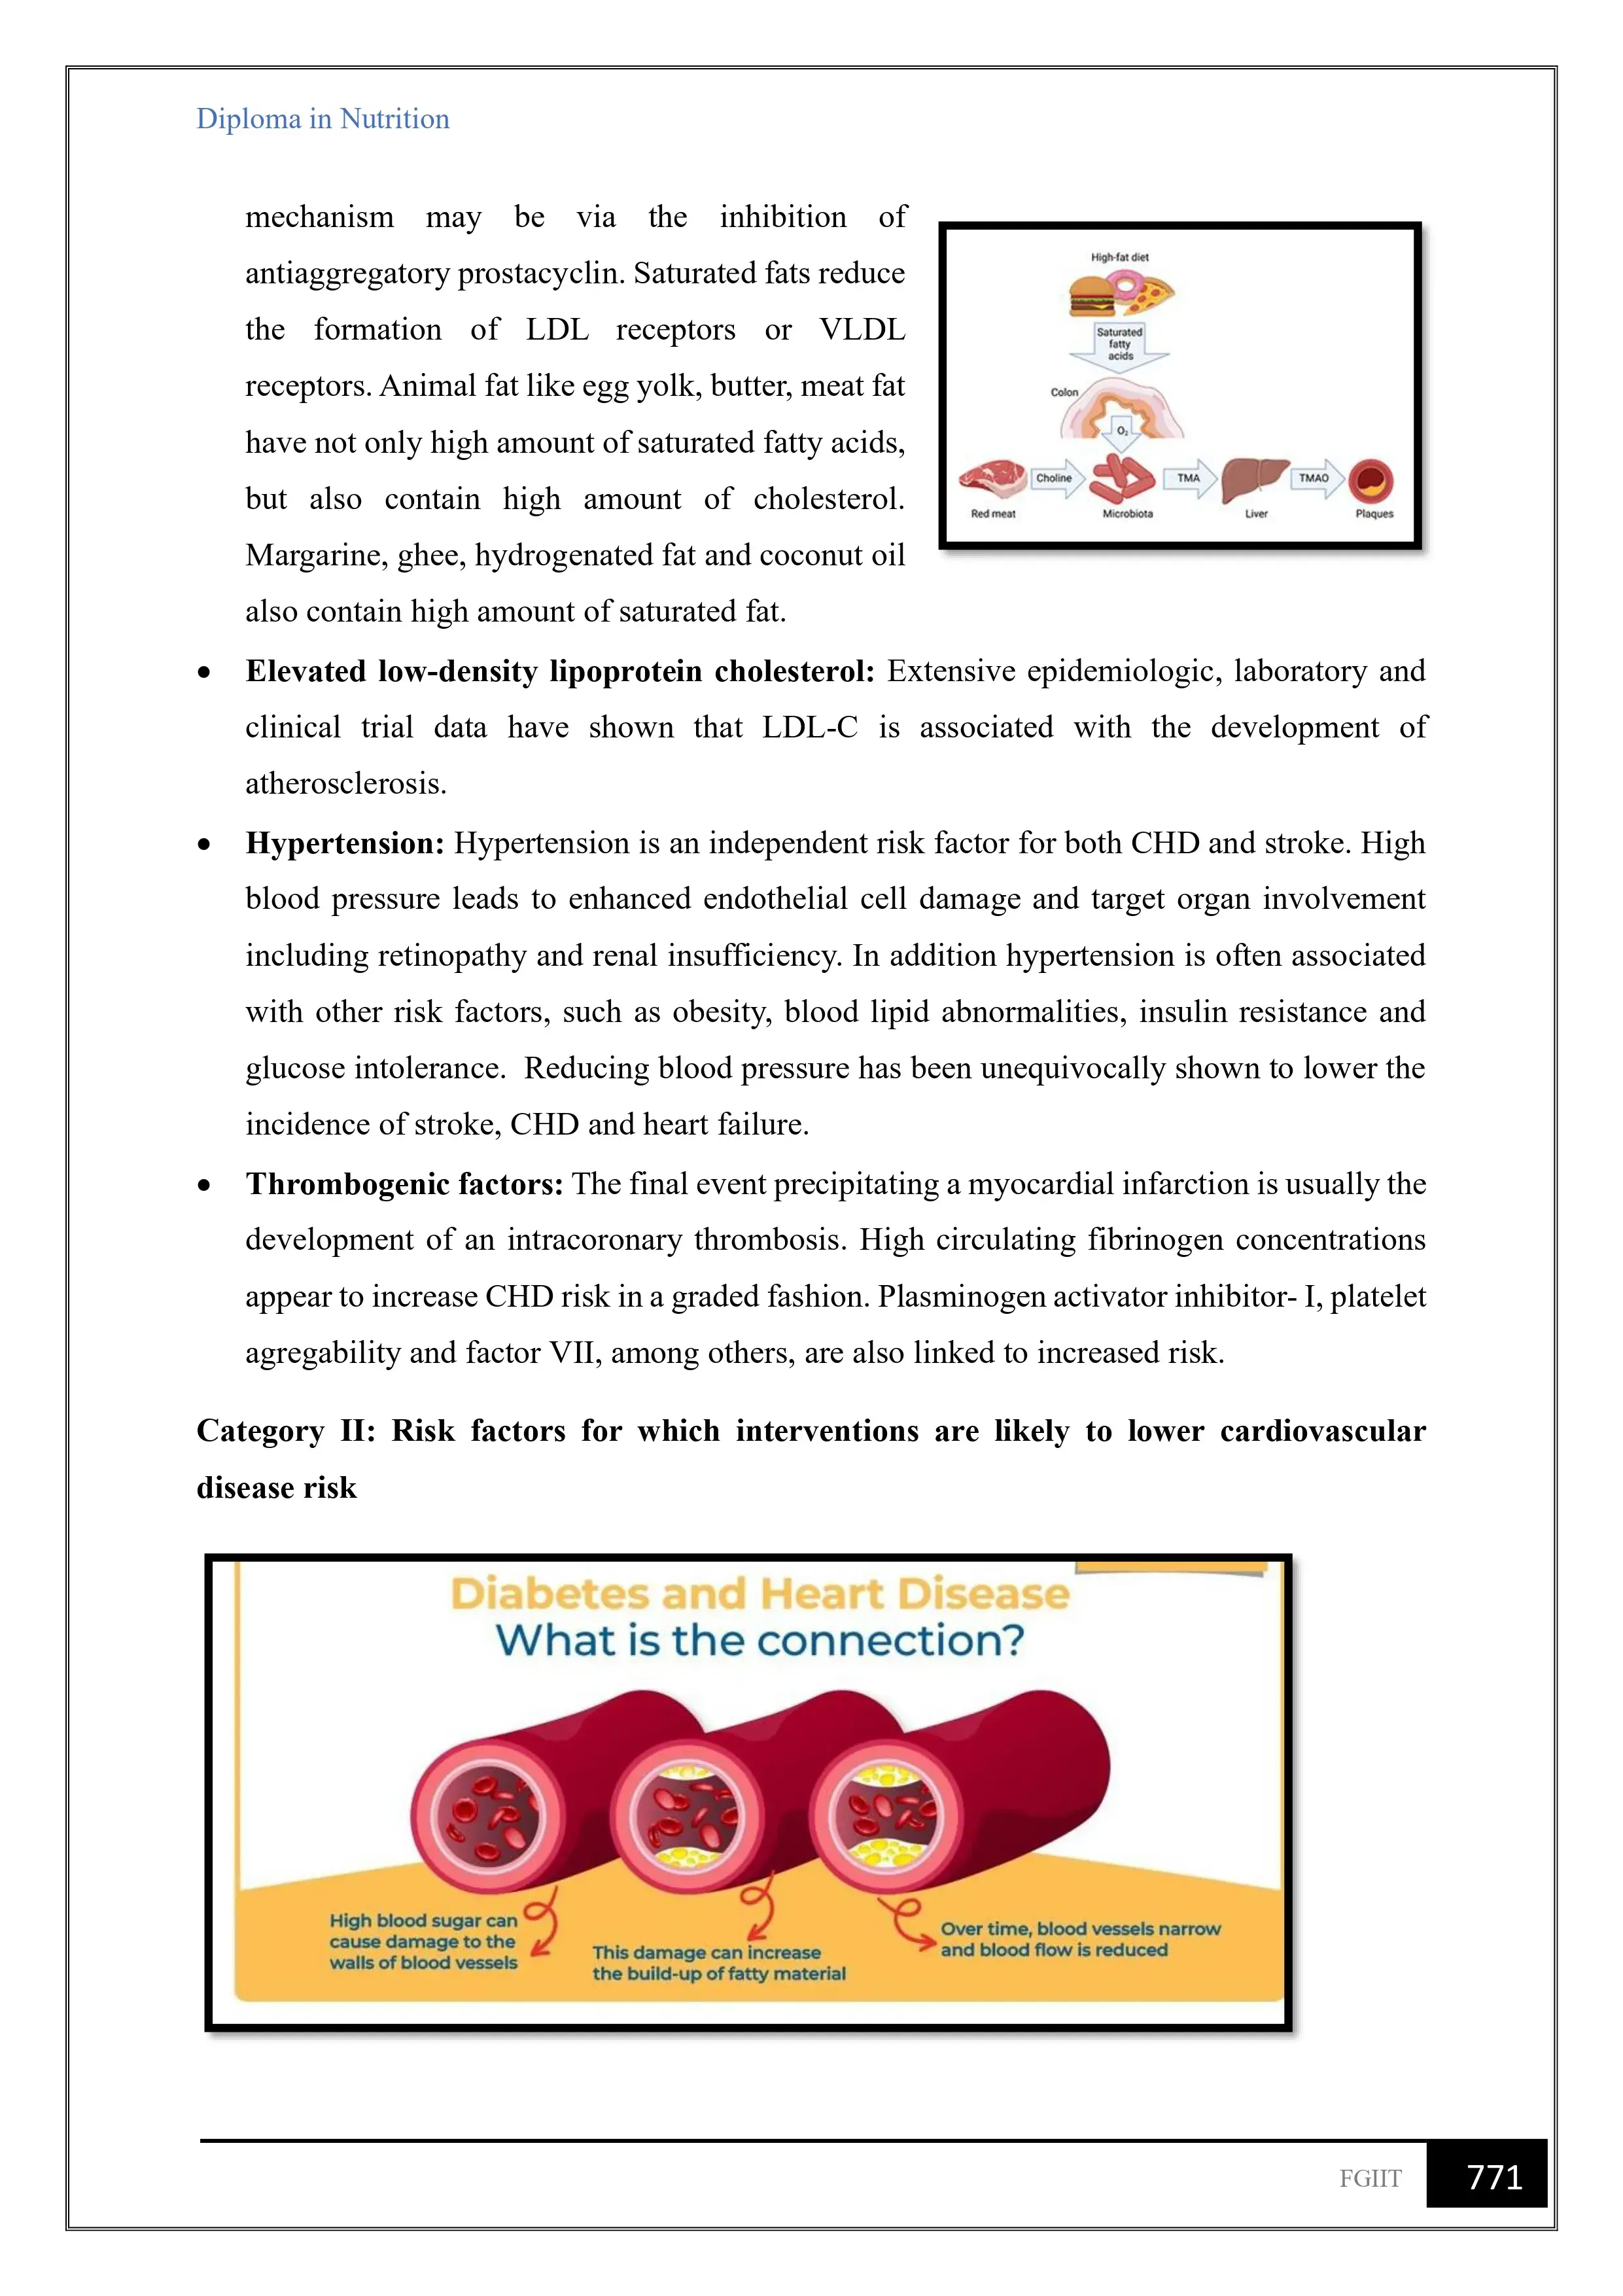 Diploma in Nutrition
mechanism may be via the inhibition of
antiaggregatory prostacyclin. Saturated fats reduce
the formation of LDL receptors or VLDL
receptors. Animal fat like egg yolk, butter, meat fat
have not only high amount of saturated fatty acids,
but also contain high amount of cholesterol.
Margarine, ghee, hydrogenated fat and coconut oil
also contain high amount of saturated fat.
High-fat diet
Saturated
fatty
acids
Colon
O₂
Choline
TMA
TMAO
Red meat
Microbiota
Liver
Plaques
• Elevated low-density lipoprotein cholesterol: Extensive epidemiologic, laboratory and
clinical trial data have shown that LDL-C is associated with the development of
atherosclerosis.
• Hypertension: Hypertension is an independent risk factor for both CHD and stroke. High
blood pressure leads to enhanced endothelial cell damage and target organ involvement
including retinopathy and renal insufficiency. In addition hypertension is often associated
with other risk factors, such as obesity, blood lipid abnormalities, insulin resistance and
glucose intolerance.  Reducing blood pressure has been unequivocally shown to lower the
incidence of stroke, CHD and heart failure.
• Thrombogenic factors: The final event precipitating a myocardial infarction is usually the
development of an intracoronary thrombosis. High circulating fibrinogen concentrations
appear to increase CHD risk in a graded fashion. Plasminogen activator inhibitor- I, platelet
agregability and factor VII, among others, are also linked to increased risk.
Category II: Risk factors for which interventions are likely to lower cardiovascular
disease risk
Diabetes and Heart Disease
What is the connection?
High blood sugar can
cause damage to the
walls of blood vessels
This damage can increase
the build-up of fatty material
Over time, blood vessels narrow
and blood flow is reduced
FGIIT
771